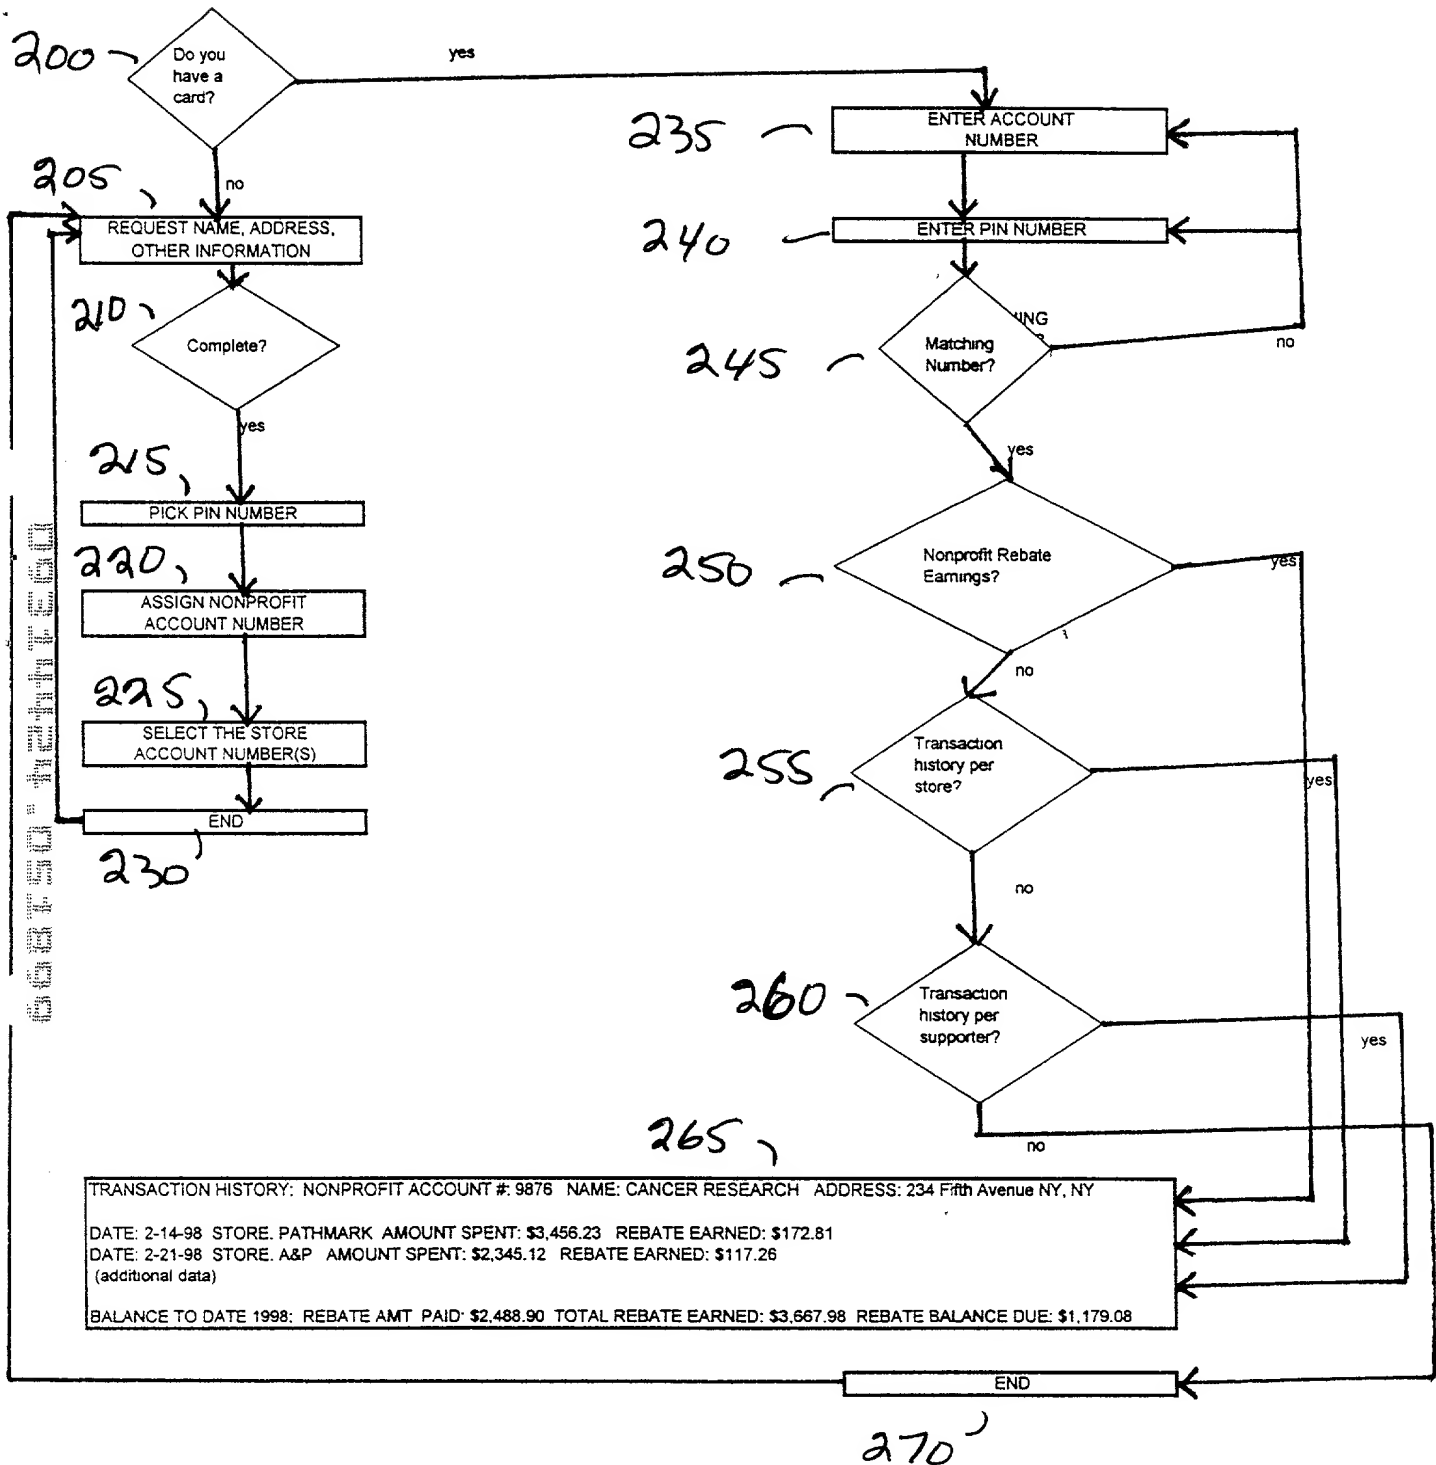 200
Do you
have a
card?
yes
no
205
REQUEST NAME, ADDRESS,
OTHER INFORMATION
210
Complete?
yes
215
PICK PIN NUMBER
220
ASSIGN NONPROFIT
ACCOUNT NUMBER
225
SELECT THE STORE
ACCOUNT NUMBER(S)
END
230
235
ENTER ACCOUNT
NUMBER
240
ENTER PIN NUMBER
245
Matching
Number?
no
yes
250
Nonprofit Rebate
Earnings?
yes
no
255
Transaction
history per
store?
yes
no
260
Transaction
history per
supporter?
yes
no
265
TRANSACTION HISTORY: NONPROFIT ACCOUNT #: 9876 NAME: CANCER RESEARCH ADDRESS: 234 Fifth Avenue NY, NY
DATE: 2-14-98 STORE. PATHMARK AMOUNT SPENT: $3,456.23 REBATE EARNED: $172.81
DATE: 2-21-98 STORE. A&P AMOUNT SPENT: $2,345.12 REBATE EARNED: $117.26
(additional data)
BALANCE TO DATE 1998: REBATE AMT PAID: $2,488.90 TOTAL REBATE EARNED: $3,667.98 REBATE BALANCE DUE: $1,179.08
END
270